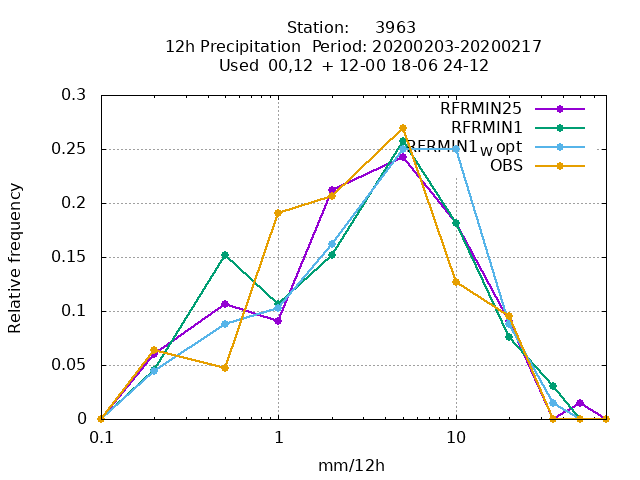 Station: 3963
12h Precipitation Period: 20200203-20200217
Used 00,12 + 12-00 18-06 24-12
0.3
RFRMIN25
RFRMIN1
0.25
RFRMIN1w opt
OBS
0.2
Relative frequency
0.15
0.1
0.05
0
0.1 1 10
mm/12h